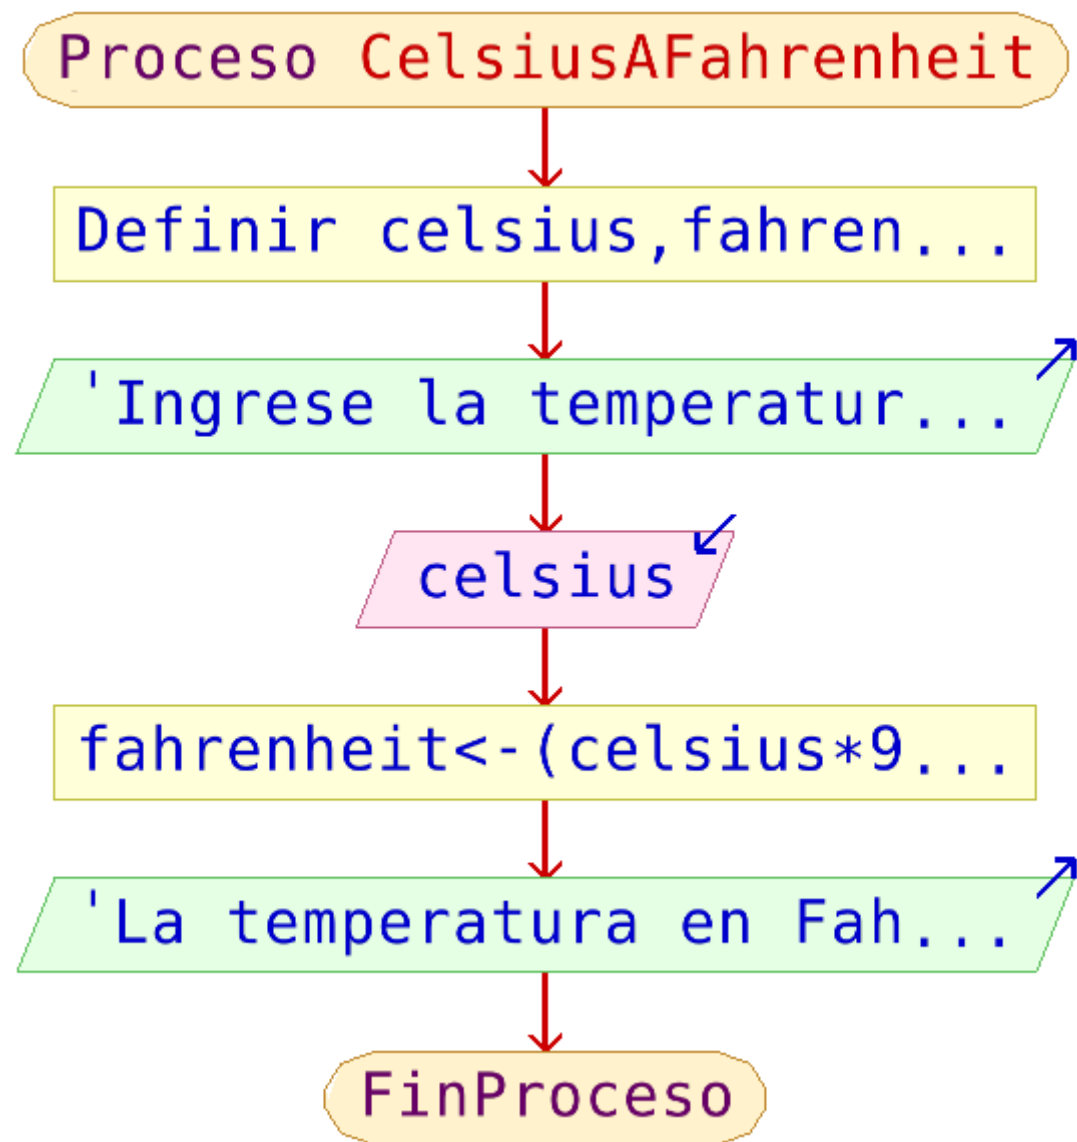 Proceso CelsiusAFahrenheit
Definir celsius,fahren...
'Ingrese la temperatur...
celsius
fahrenheit<-(celsius*9...
'La temperatura en Fah...
FinProceso